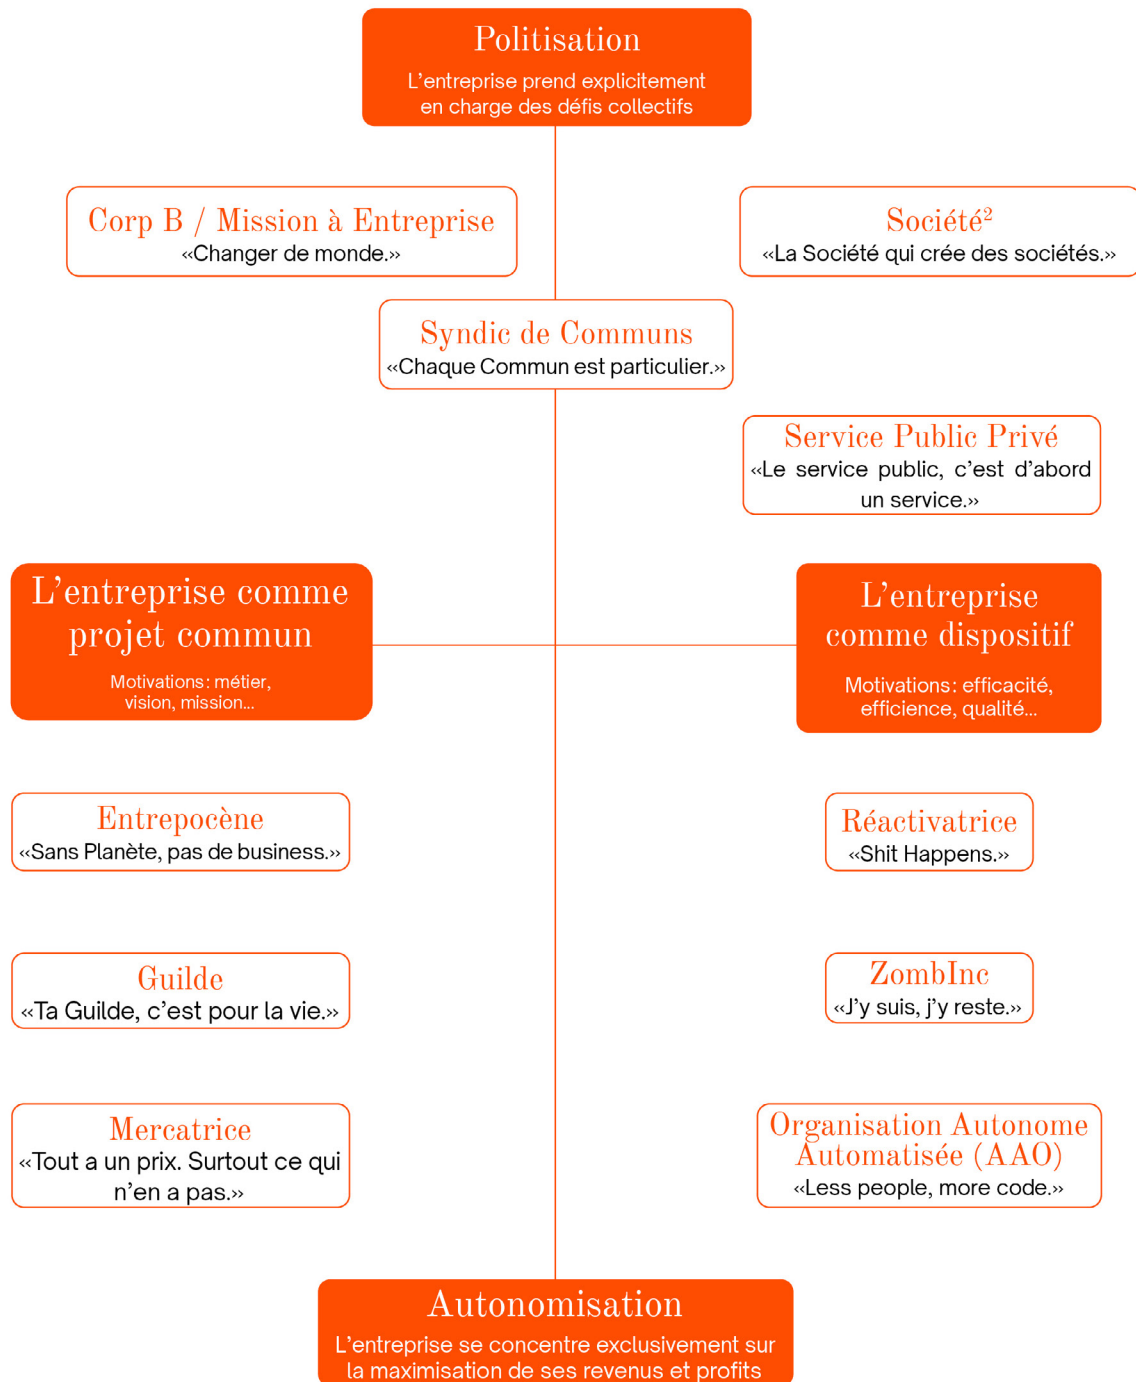 Politisation
L’entreprise prend explicitement
en charge des défis collectifs
Corp B / Mission à Entreprise
«Changer de monde.»
Société²
«La Société qui crée des sociétés.»
Syndic de Communs
«Chaque Commun est particulier.»
Service Public Privé
«Le service public, c’est d’abord
un service.»
L’entreprise comme
projet commun
Motivations: métier,
vision, mission...
L’entreprise
comme dispositif
Motivations: efficacité,
efficience, qualité...
Entrepocène
«Sans Planète, pas de business.»
Réactivatrice
«Shit Happens.»
Guilde
«Ta Guilde, c’est pour la vie.»
ZombInc
«J’y suis, j’y reste.»
Mercatrice
«Tout a un prix. Surtout ce qui
n’en a pas.»
Organisation Autonome
Automatisée (AAO)
«Less people, more code.»
Autonomisation
L’entreprise se concentre exclusivement sur
la maximisation de ses revenus et profits